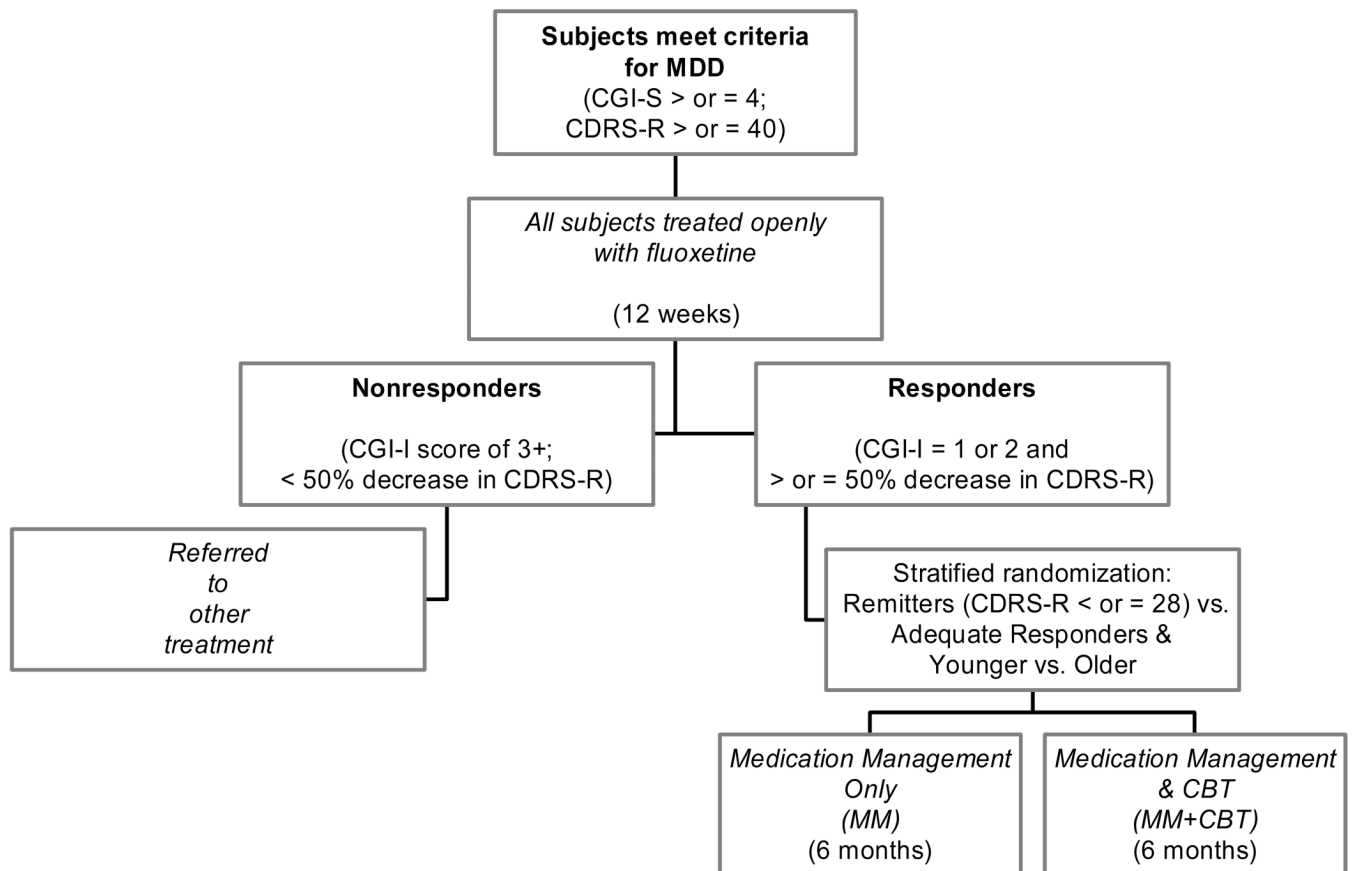 Subjects meet criteria
for MDD
(CGI-S > or = 4;
CDRS-R > or = 40)
All subjects treated openly
with fluoxetine
(12 weeks)
Nonresponders
(CGI-I score of 3+;
< 50% decrease in CDRS-R)
Responders
(CGI-I = 1 or 2 and
> or = 50% decrease in CDRS-R)
Referred
to
other
treatment
Stratified randomization:
Remitters (CDRS-R < or = 28) vs.
Adequate Responders &
Younger vs. Older
Medication Management
Only
(MM)
(6 months)
Medication Management
& CBT
(MM+CBT)
(6 months)